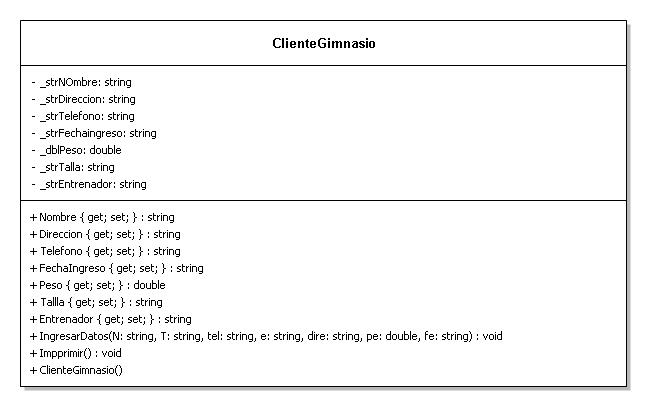 ClienteGimnasio
- _strNOmbre: string
- _strDireccion: string
- _strTelefono: string
- _strFechaingreso: string
- _dblPeso: double
- _strTalla: string
- _strEntrenador: string
+ Nombre { get; set; } : string
+ Direccion { get; set; } : string
+ Telefono { get; set; } : string
+ FechaIngreso { get; set; } : string
+ Peso { get; set; } : double
+ Tallla { get; set; } : string
+ Entrenador { get; set; } : string
+ IngresarDatos(N: string, T: string, tel: string, e: string, dire: string, pe: double, fe: string) : void
+ Impprimir() : void
+ ClienteGimnasio()